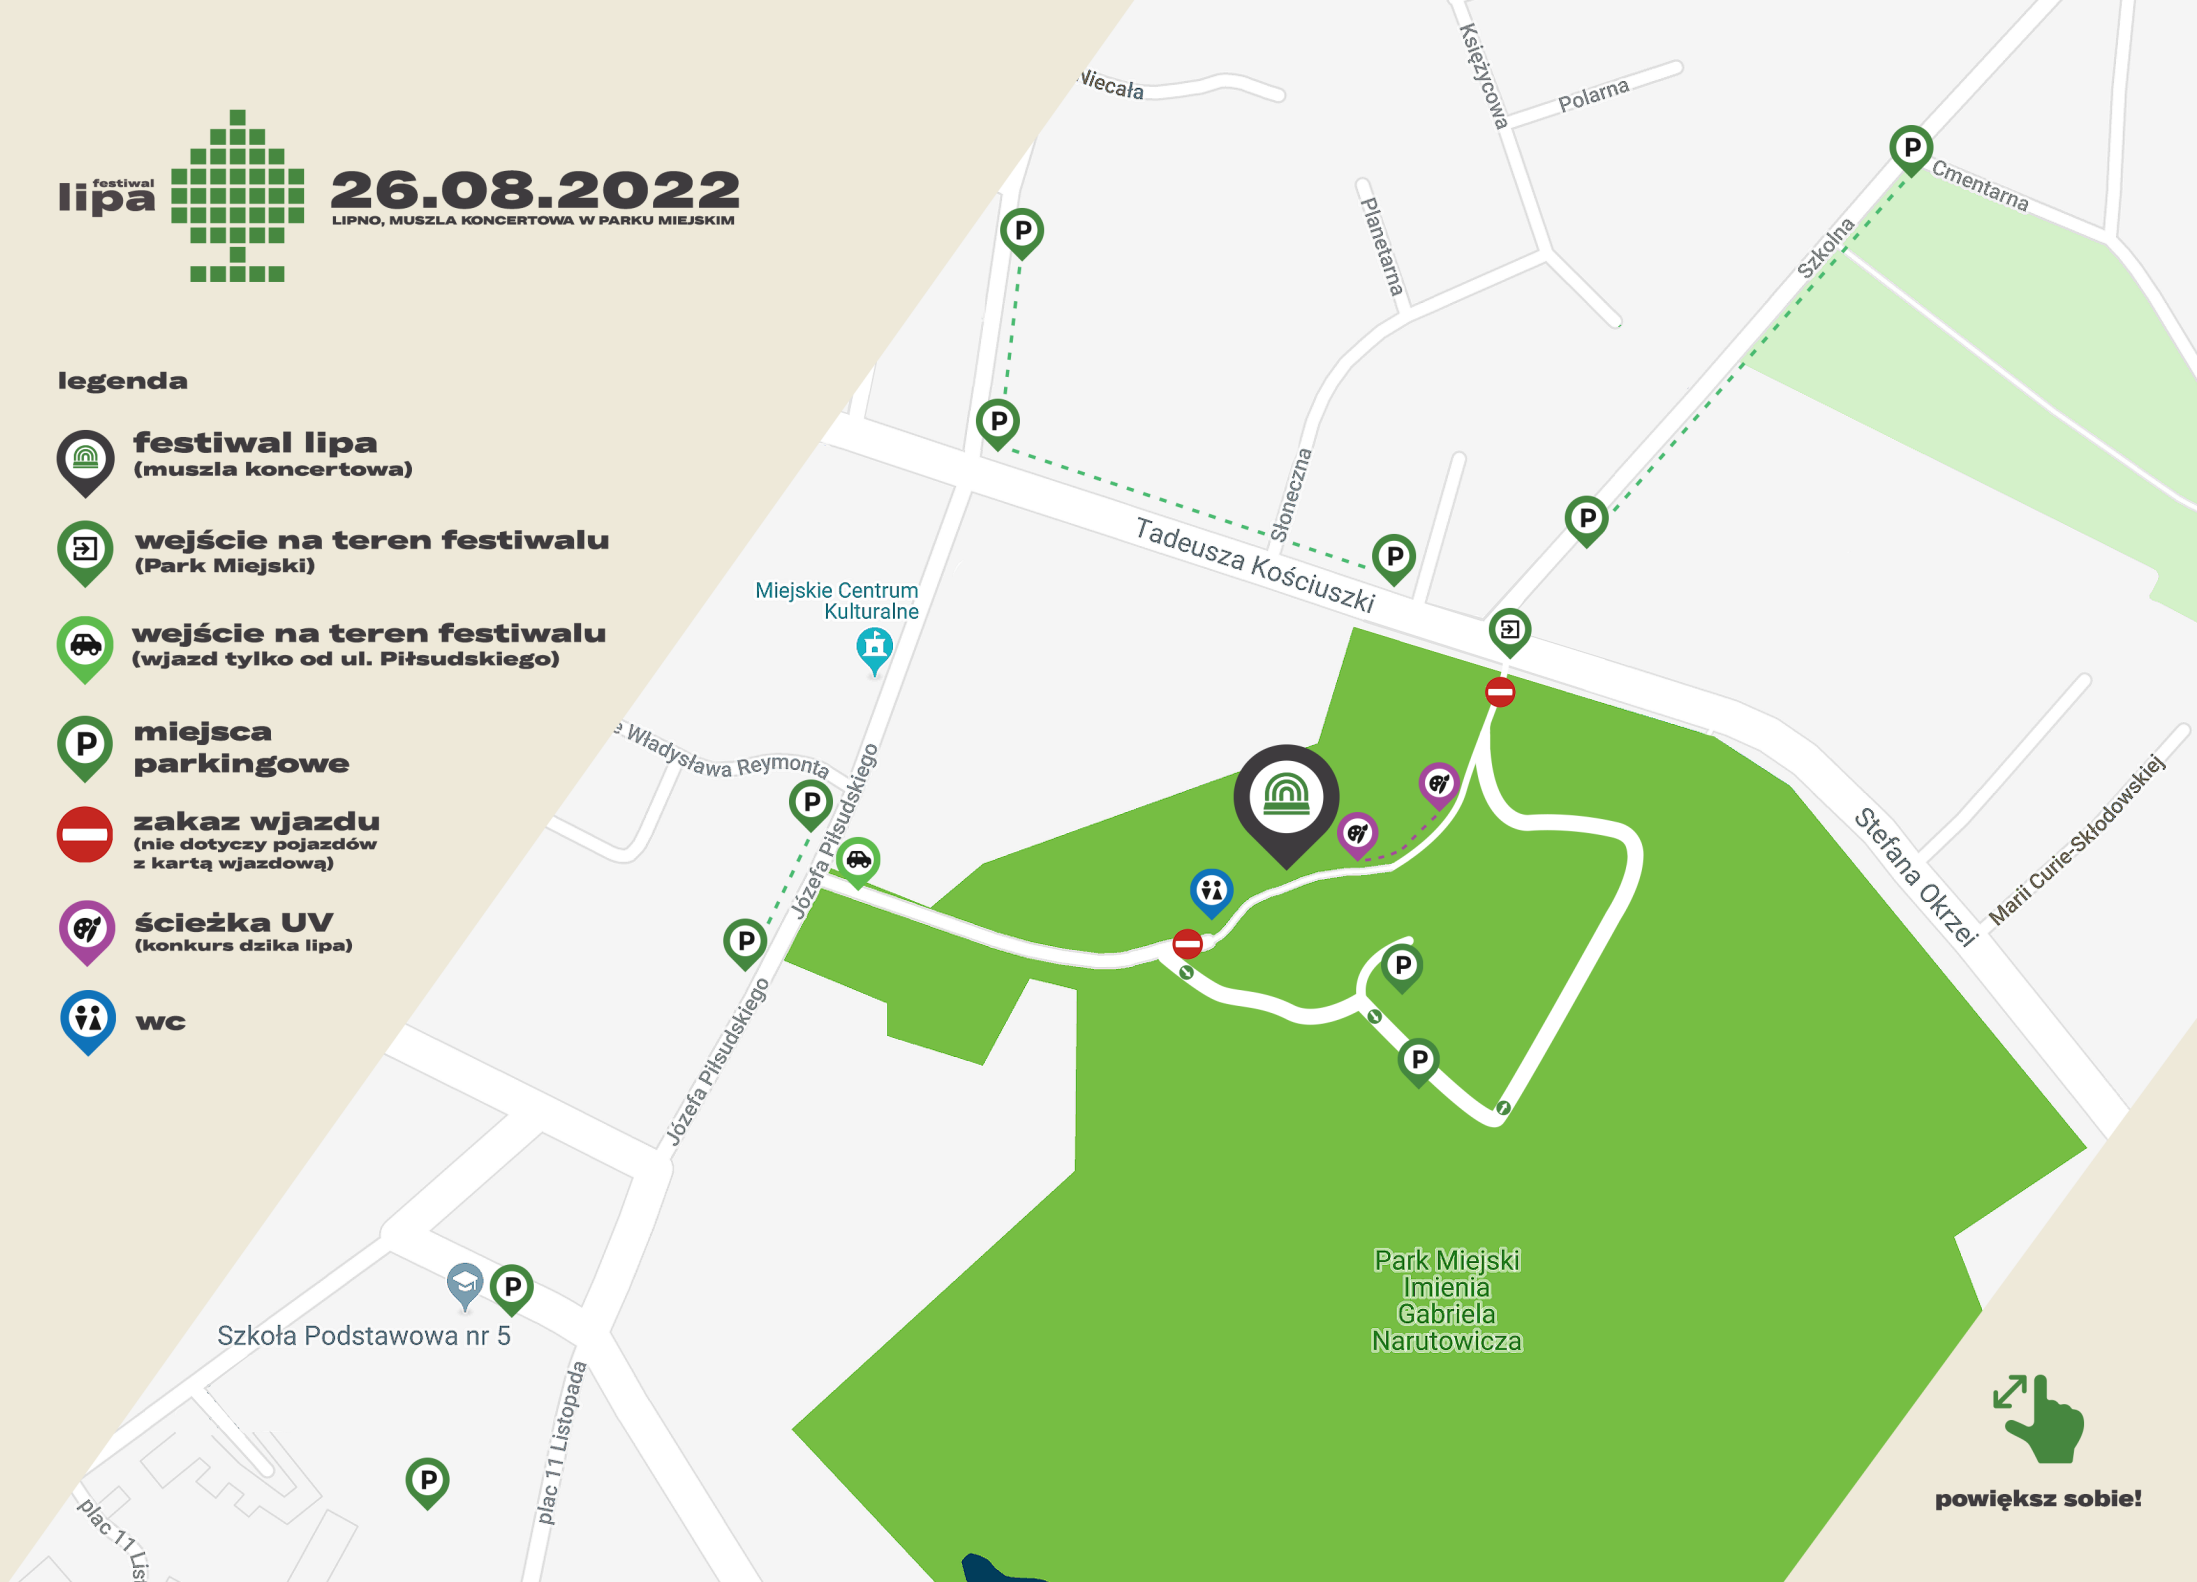 festiwal
lipa
26.08.2022
LIPNO, MUSZLA KONCERTOWA W PARKU MIEJSKIM
legenda
festiwal lipa
(muszla koncertowa)
wejście na teren festiwalu
(Park Miejski)
wejście na teren festiwalu
(wjazd tylko od ul. Piłsudskiego)
P miejsca
parkingowe
zakaz wjazdu
(nie dotyczy pojazdów
z kartą wjazdową)
ścieżka UV
(konkurs dzika lipa)
wc
Niecała
Księżycowa
Polarna
P
Cmentarna
Planetarna
Szkolna
P
P
Słoneczna
P
Tadeusza Kościuszki
P
Miejskie Centrum
Kulturalne
e Władysława Reymonta
Józefa Piłsudskiego
P
P
Stefana Okrzei
Marii Curie-Skłodowskiej
P
P
Józefa Piłsudskiego
Park Miejski
Imienia
Gabriela
Narutowicza
P
Szkoła Podstawowa nr 5
plac 11 Listopada
P
plac 11 List
powiększ sobie!